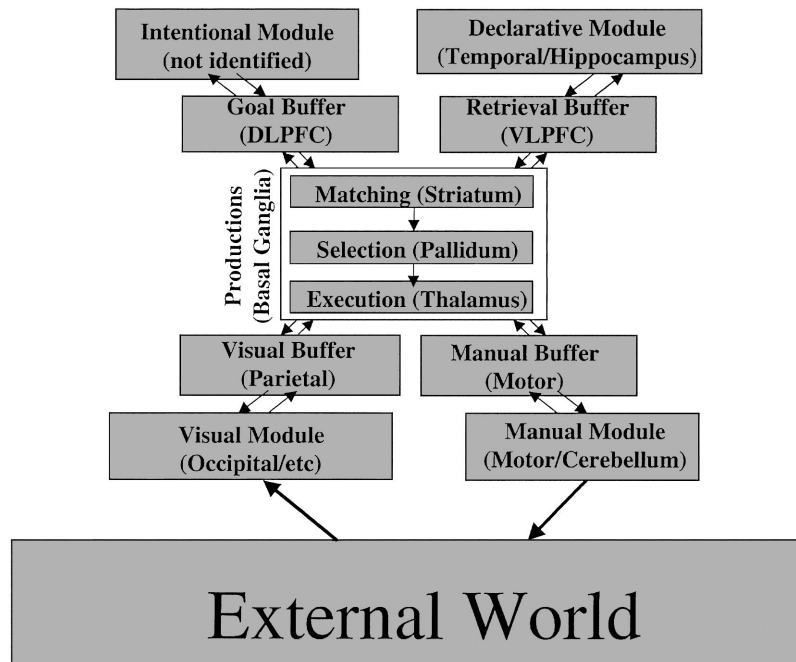 Intentional Module
(not identified)
Declarative Module
(Temporal/Hippocampus)
Goal Buffer
(DLPFC)
Retrieval Buffer
(VLPFC)
Productions
(Basal Ganglia)
Matching (Striatum)
Selection (Pallidum)
Execution (Thalamus)
Visual Buffer
(Parietal)
Manual Buffer
(Motor)
Visual Module
(Occipital/etc)
Manual Module
(Motor/Cerebellum)
External World